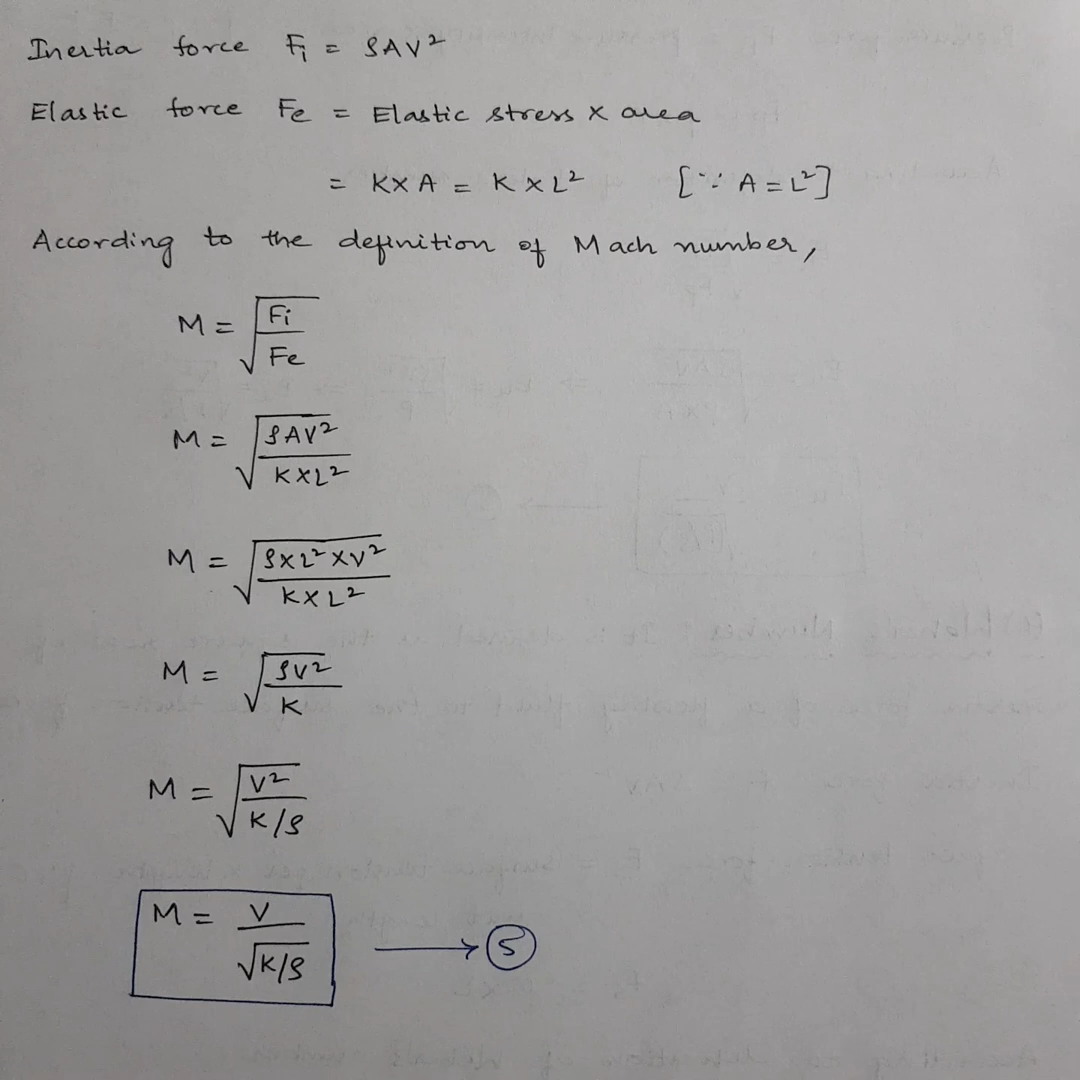 Inertia force Fi = ρAV²
Elastic force Fe = Elastic stress × area
= K×A = K×L² [∵ A=L²]
According to the definition of Mach number,
M = √(Fi/Fe)
M = √(ρAV²/K×L²)
M = √(ρ×L²×V²/K×L²)
M = √(ρV²/K)
M = √(V²/K/ρ)
M = V/√K/ρ → 5